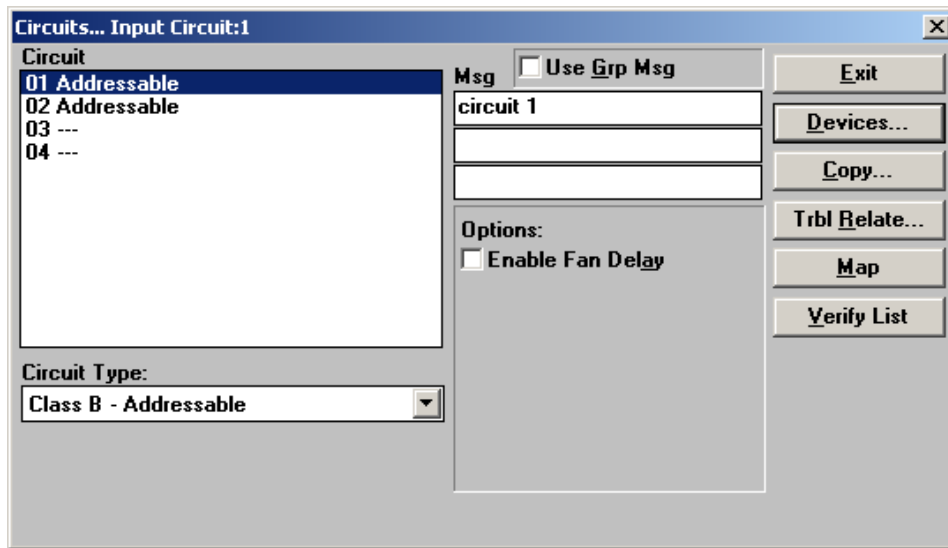 Circuits... Input Circuit:1
Circuit
01 Addressable
02 Addressable
03 ---
04 ---
Circuit Type:
Class B - Addressable
Msg
Use Grp Msg
circuit 1
Options:
Enable Fan Delay
Exit
Devices...
Copy...
Trbl Relate...
Map
Verify List